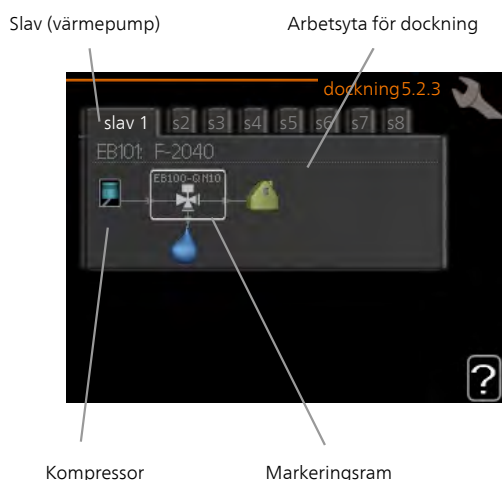 Slav (värmepump) Arbetsyta för dockning
dockning 5.2.3
slav 1 s2 s3 s4 s5 s6 s7 s8
EB101: F-2040
EB100-QN10
?
Kompressor Markeringsram